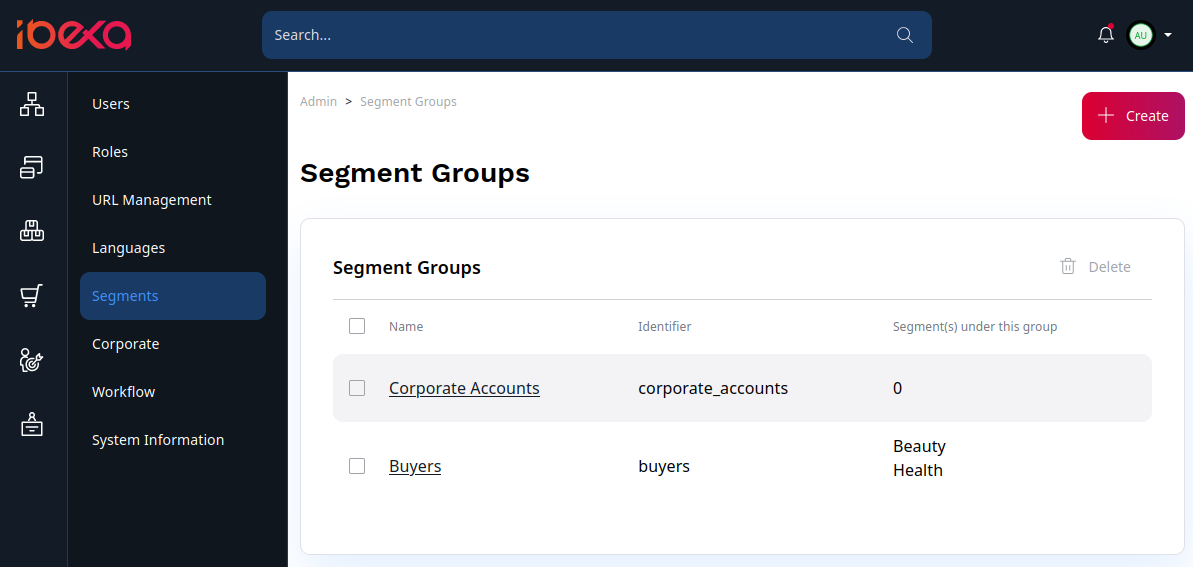 ibexa
Search...
AU
Users
Roles
URL Management
Languages
Segments
Corporate
Workflow
System Information
Admin > Segment Groups
Create
Segment Groups
Segment Groups
Delete
Name Identifier Segment(s) under this group
Corporate Accounts corporate_accounts 0
Buyers buyers Beauty
Health